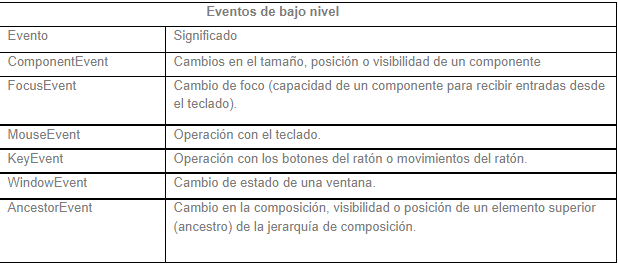 Eventos de bajo nivel
Evento Significado
ComponentEvent Cambios en el tamaño, posición o visibilidad de un componente
FocusEvent Cambio de foco (capacidad de un componente para recibir entradas desde
el teclado).
MouseEvent Operación con el teclado.
KeyEvent Operación con los botones del ratón o movimientos del ratón.
WindowEvent Cambio de estado de una ventana.
AncestorEvent Cambio en la composición, visibilidad o posición de un elemento superior
(ancestro) de la jerarquía de composición.